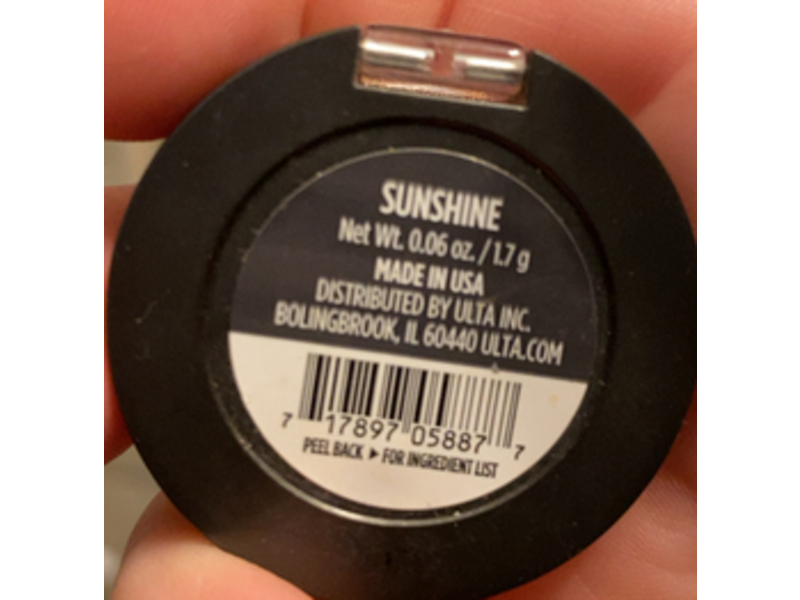 SUNSHINE
Net Wt. 0.06 oz. / 1.7 g
MADE IN USA
DISTRIBUTED BY ULTA INC.
BOLINGBROOK, IL 60440 ULTA.COM
7 17897 05887 7
PEEL BACK ▶ FOR INGREDIENT LIST